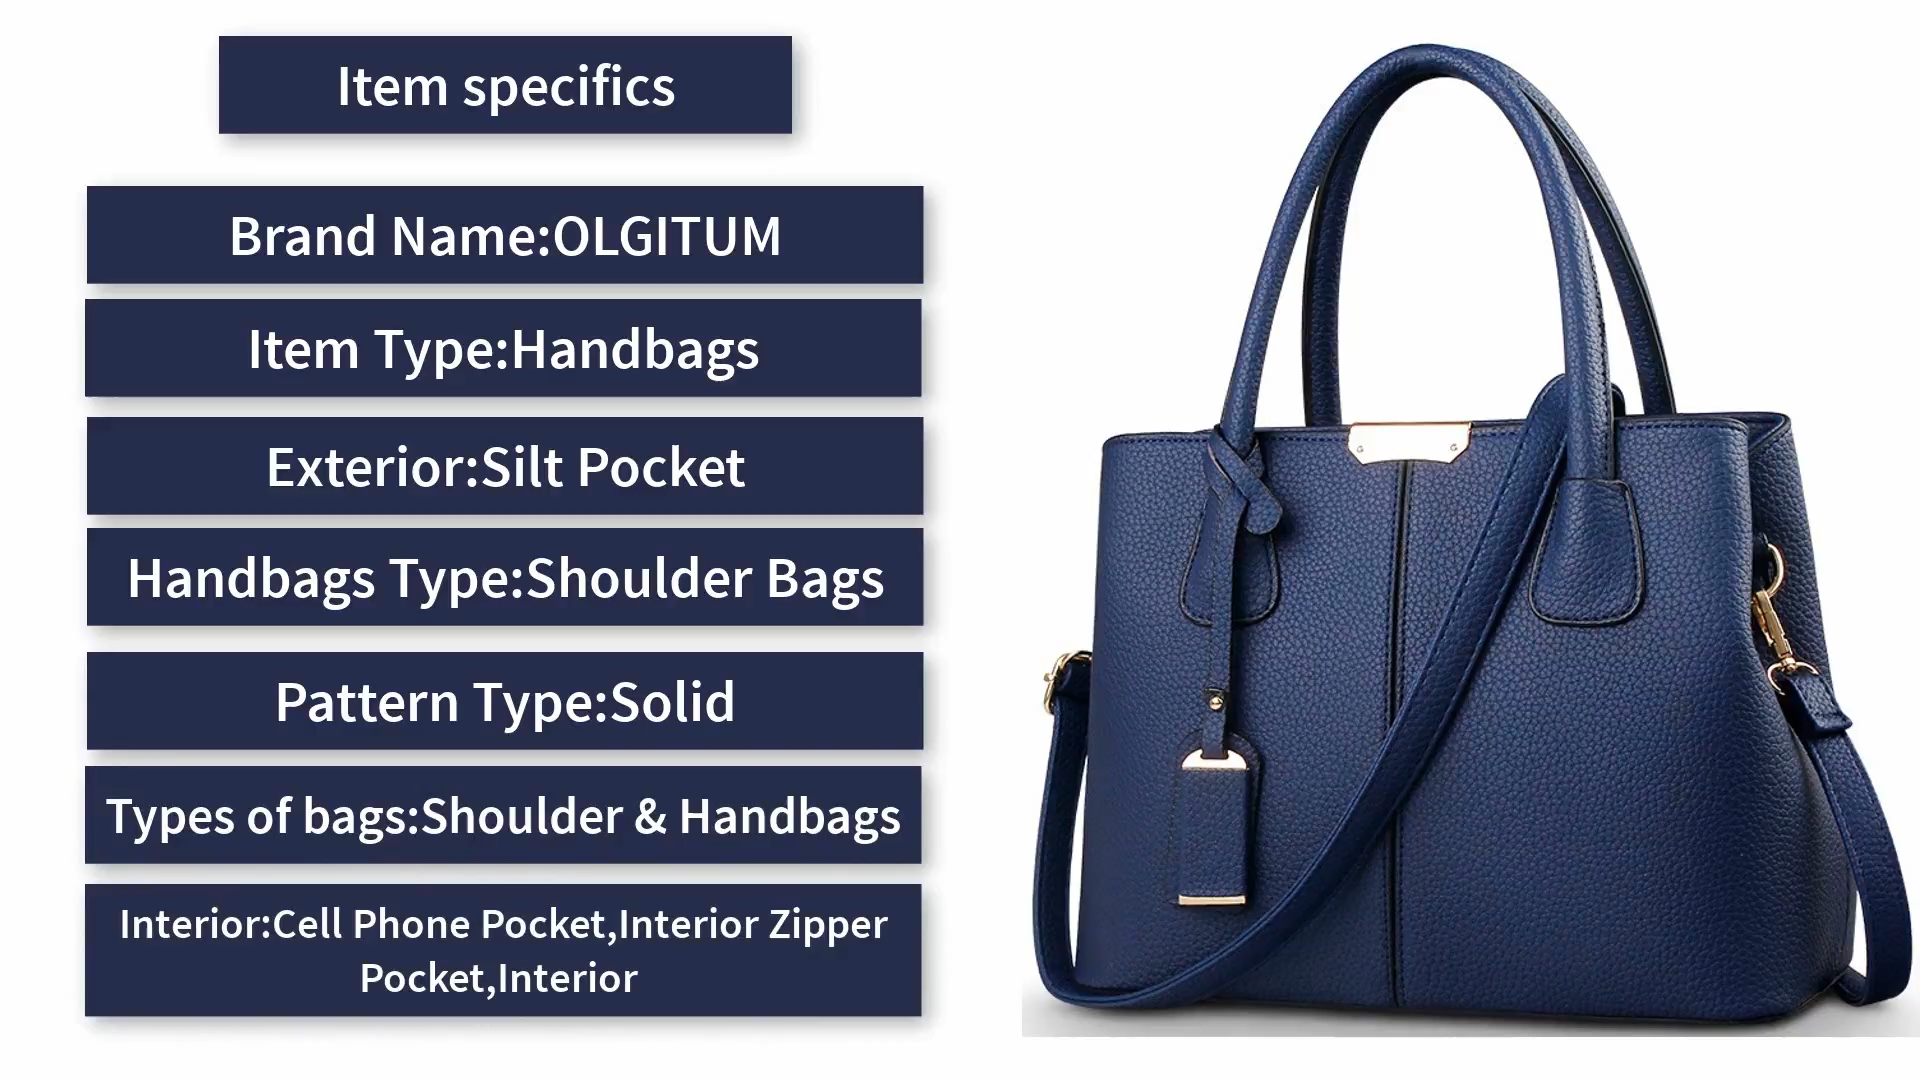 Item specifics
Brand Name:OLGITUM
Item Type:Handbags
Exterior:Silt Pocket
Handbags Type:Shoulder Bags
Pattern Type:Solid
Types of bags:Shoulder & Handbags
Interior:Cell Phone Pocket,Interior Zipper
Pocket,Interior